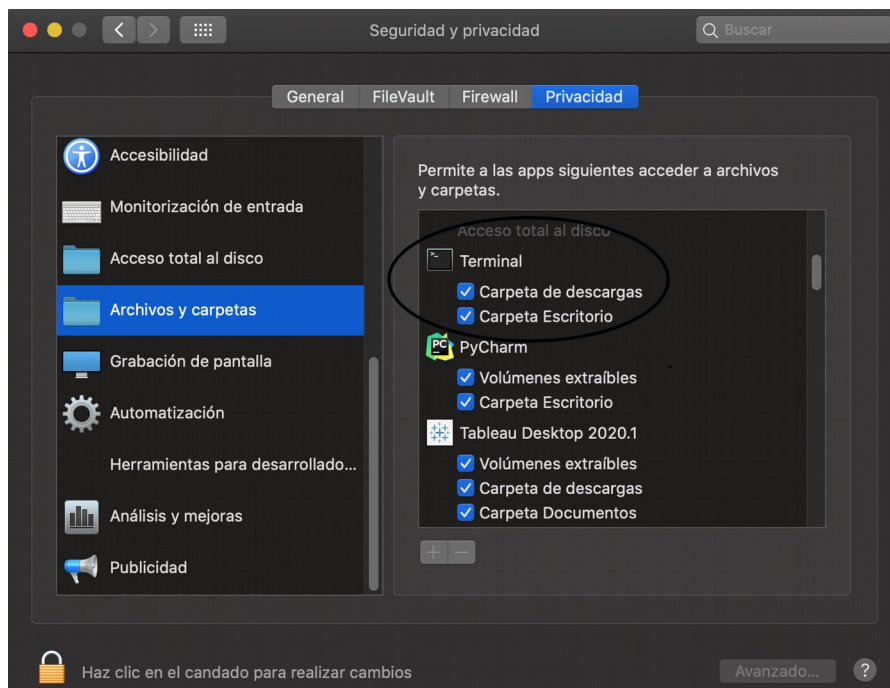 Seguridad y privacidad
Buscar
General FileVault Firewall Privacidad
Accesibilidad
Monitorización de entrada
Acceso total al disco
Archivos y carpetas
Grabación de pantalla
Automatización
Herramientas para desarrollado...
Análisis y mejoras
Publicidad
Permite a las apps siguientes acceder a archivos
y carpetas.
Acceso total al disco
Terminal
Carpeta de descargas
Carpeta Escritorio
PC PyCharm
Volúmenes extraíbles
Carpeta Escritorio
Tableau Desktop 2020.1
Volúmenes extraíbles
Carpeta de descargas
Carpeta Documentos
Haz clic en el candado para realizar cambios
Avanzado... ?